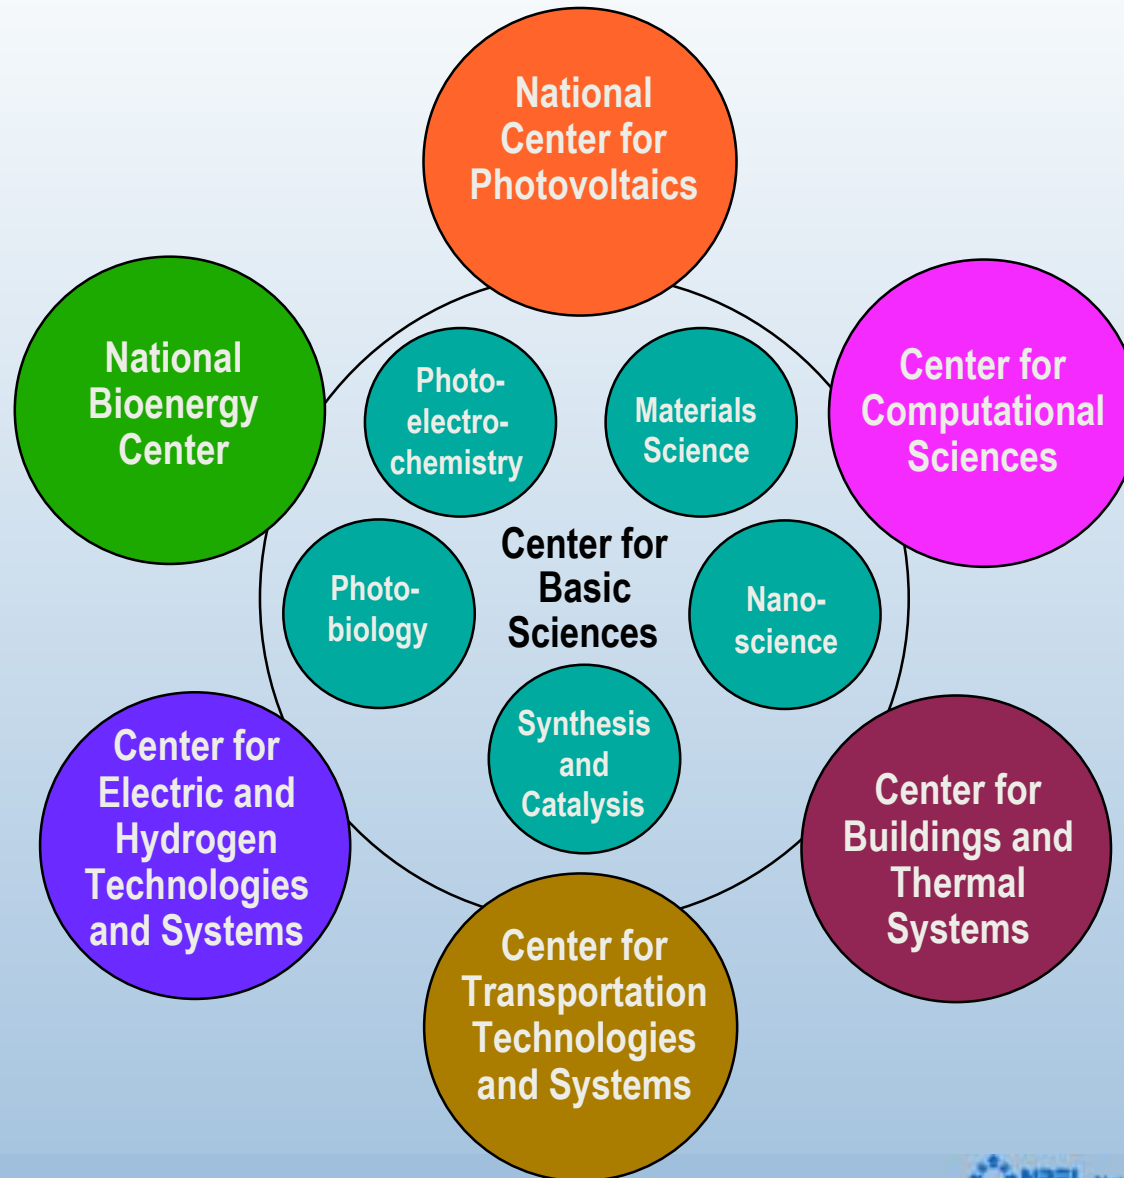 National
Center for
Photovoltaics
National
Bioenergy
Center
Center for
Computational
Sciences
Photo-
electro-
chemistry
Materials
Science
Center for
Basic
Sciences
Photo-
biology
Nano-
science
Synthesis
and
Catalysis
Center for
Electric and
Hydrogen
Technologies
and Systems
Center for
Buildings and
Thermal
Systems
Center for
Transportation
Technologies
and Systems